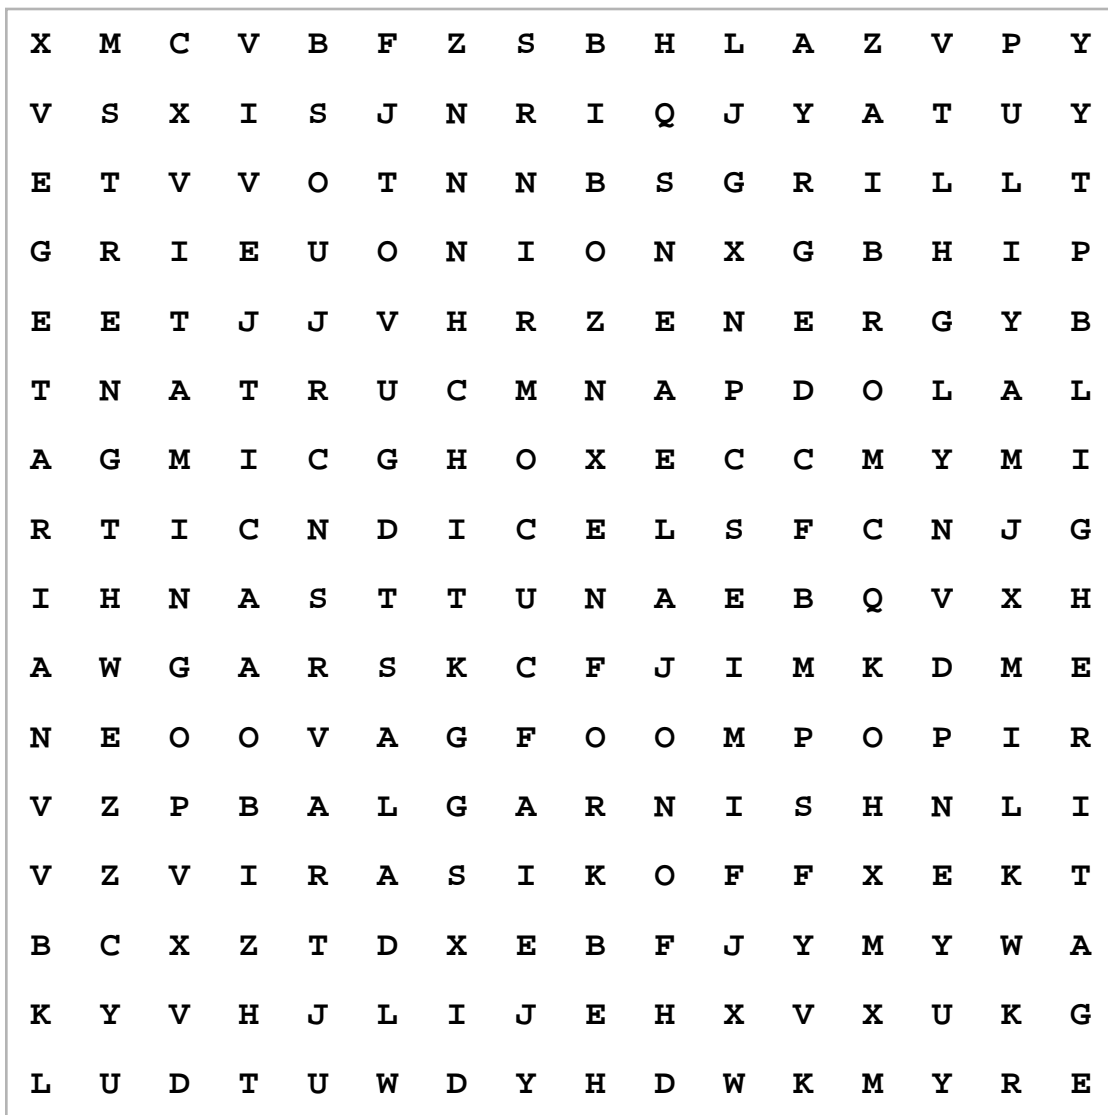 X M C V B F Z S B H L A Z V P Y
V S X I S J N R I Q J Y A T U Y
E T V V O T N N B S G R I L L T
G R I E U O N I O N X G B H I P
E E T J J V H R Z E N E R G Y B
T N A T R U C M N A P D O L A L
A G M I C G H O X E C C M Y M I
R T I C N D I C E L S F C N J G
I H N A S T T U N A E B Q V X H
A W G A R S K C F J I M K D M E
N E O O V A G F O O M P O P I R
V Z P B A L G A R N I S H N L I
V Z V I R A S I K O F F X E K T
B C X Z T D X E B F J Y M Y W A
K Y V H J L I J E H X V X U K G
L U D T U W D Y H D W K M Y R E